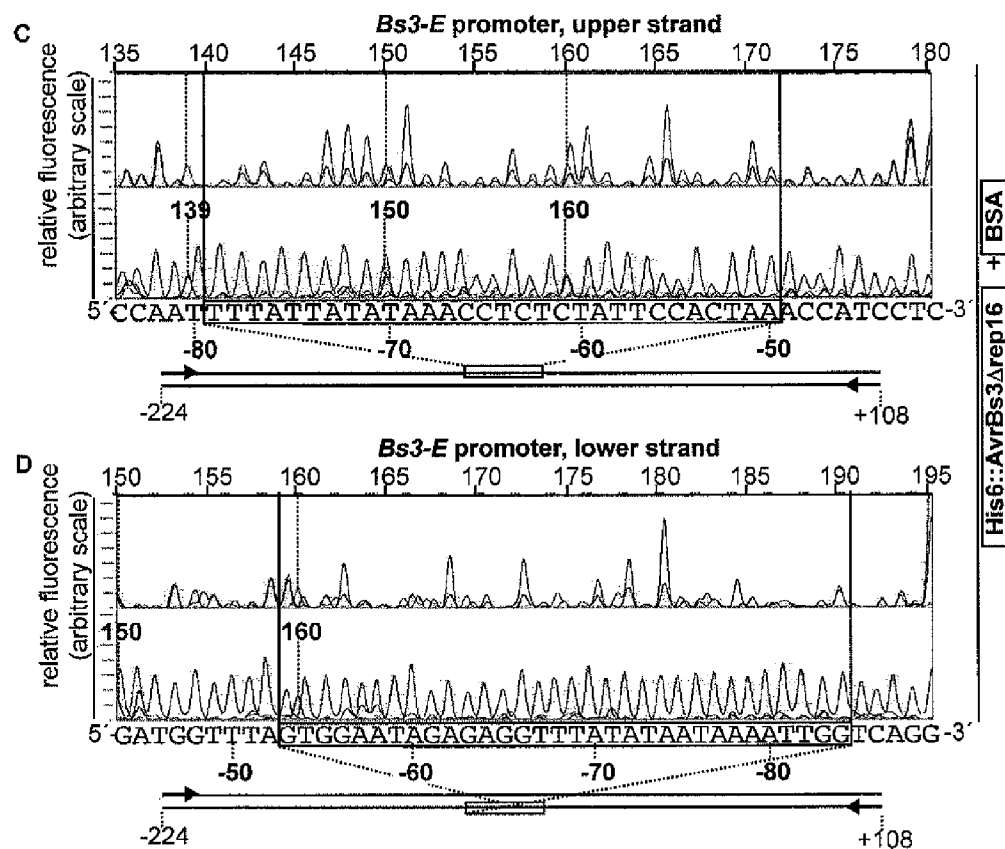 C
Bs3-E promoter, upper strand
135 140 145 150 155 160 165 170 175 180
relative fluorescence
(arbitrary scale)
139 150 160
5´ CCAATTTTATTATATAAACCTCTCTATTCCACTAAACCATCCTC-3´
-80 -70 -60 -50
-224 +108
D
Bs3-E promoter, lower strand
150 155 160 165 170 175 180 185 190 195
relative fluorescence
(arbitrary scale)
150 160
5´-GATGGTTTAGTGGAATAGAGAGGTTTATATAATAAAATTGGTCAGG-3´
-50 -60 -70 -80
-224 +108
His6::AvrBs3Δrep16 + BSA